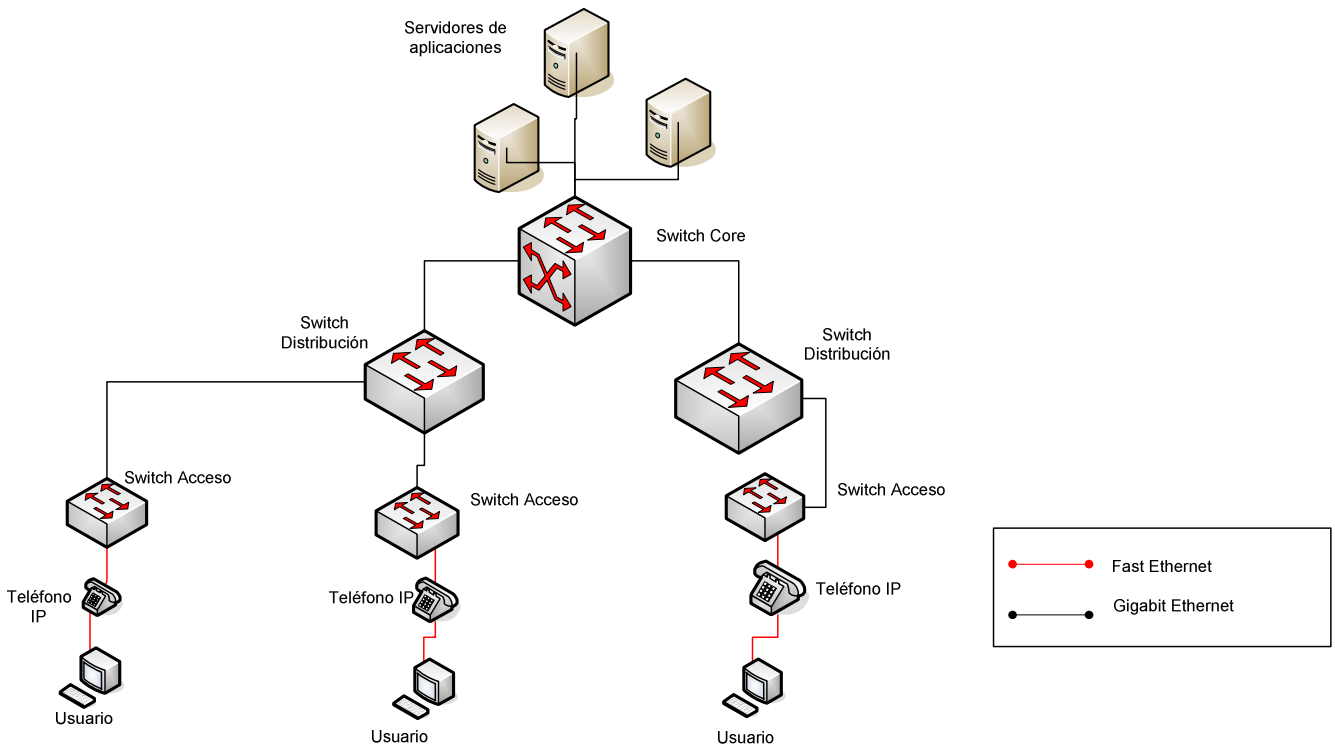 Servidores de
aplicaciones
Switch Core
Switch
Distribución
Switch
Distribución
Switch Acceso
Switch Acceso
Switch Acceso
Teléfono
IP
Teléfono IP
Teléfono IP
Usuario
Usuario
Usuario
Fast Ethernet
Gigabit Ethernet